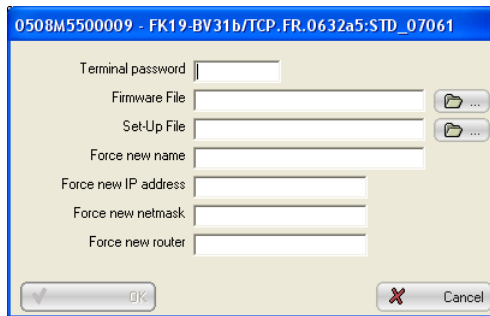 0508M5500009 - FK19-BV31b/TCP.FR.0632a5:STD_07061
Terminal password
Firmware File
...
Set-Up File
...
Force new name
Force new IP address
Force new netmask
Force new router
OK
Cancel